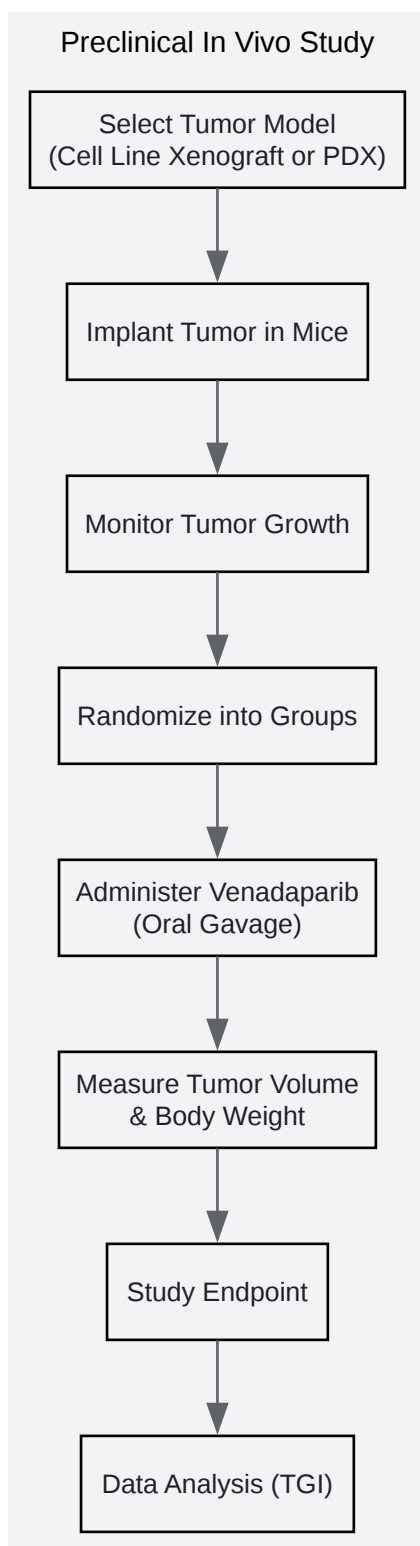 Preclinical In Vivo Study
Select Tumor Model
(Cell Line Xenograft or PDX)
Implant Tumor in Mice
Monitor Tumor Growth
Randomize into Groups
Administer Venadaparib
(Oral Gavage)
Measure Tumor Volume
& Body Weight
Study Endpoint
Data Analysis (TGI)